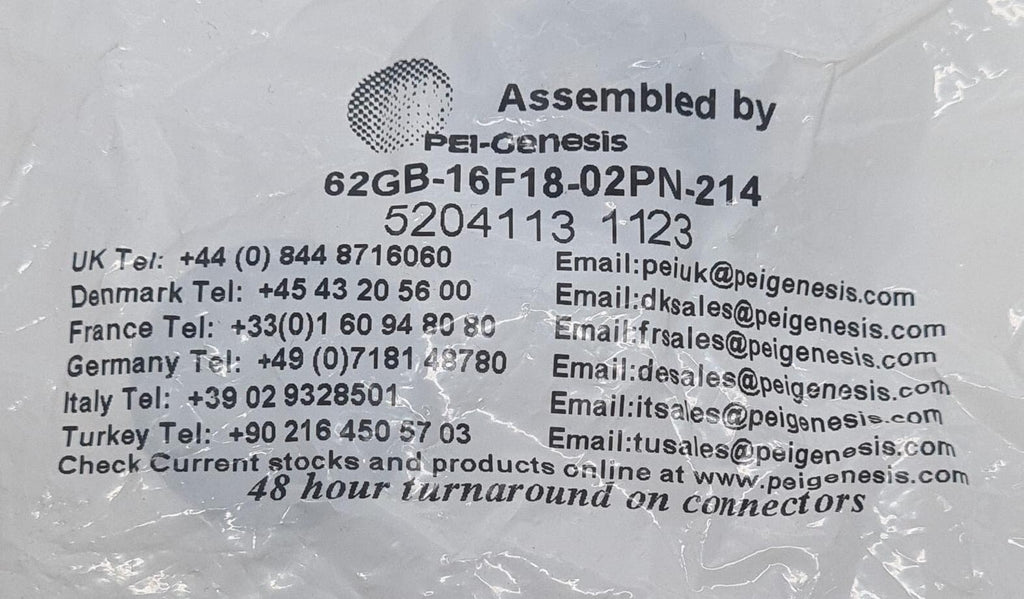 Assembled by
PEI-Genesis
62GB-16F18-02PN-214
5204113 1123
UK Tel: +44 (0) 844 8716060 Email:peiuk@peigenesis.com
Denmark Tel: +45 43 20 56 00 Email:dksales@peigenesis.com
France Tel: +33(0)1 60 94 80 80 Email:frsales@peigenesis.com
Germany Tel: +49 (0)7181 48780 Email:desales@peigenesis.com
Italy Tel: +39 02 9328501 Email:itsales@peigenesis.com
Turkey Tel: +90 216 450 57 03 Email:tusales@peigenesis.com
Check Current stocks and products online at www.peigenesis.com
48 hour turnaround on connectors